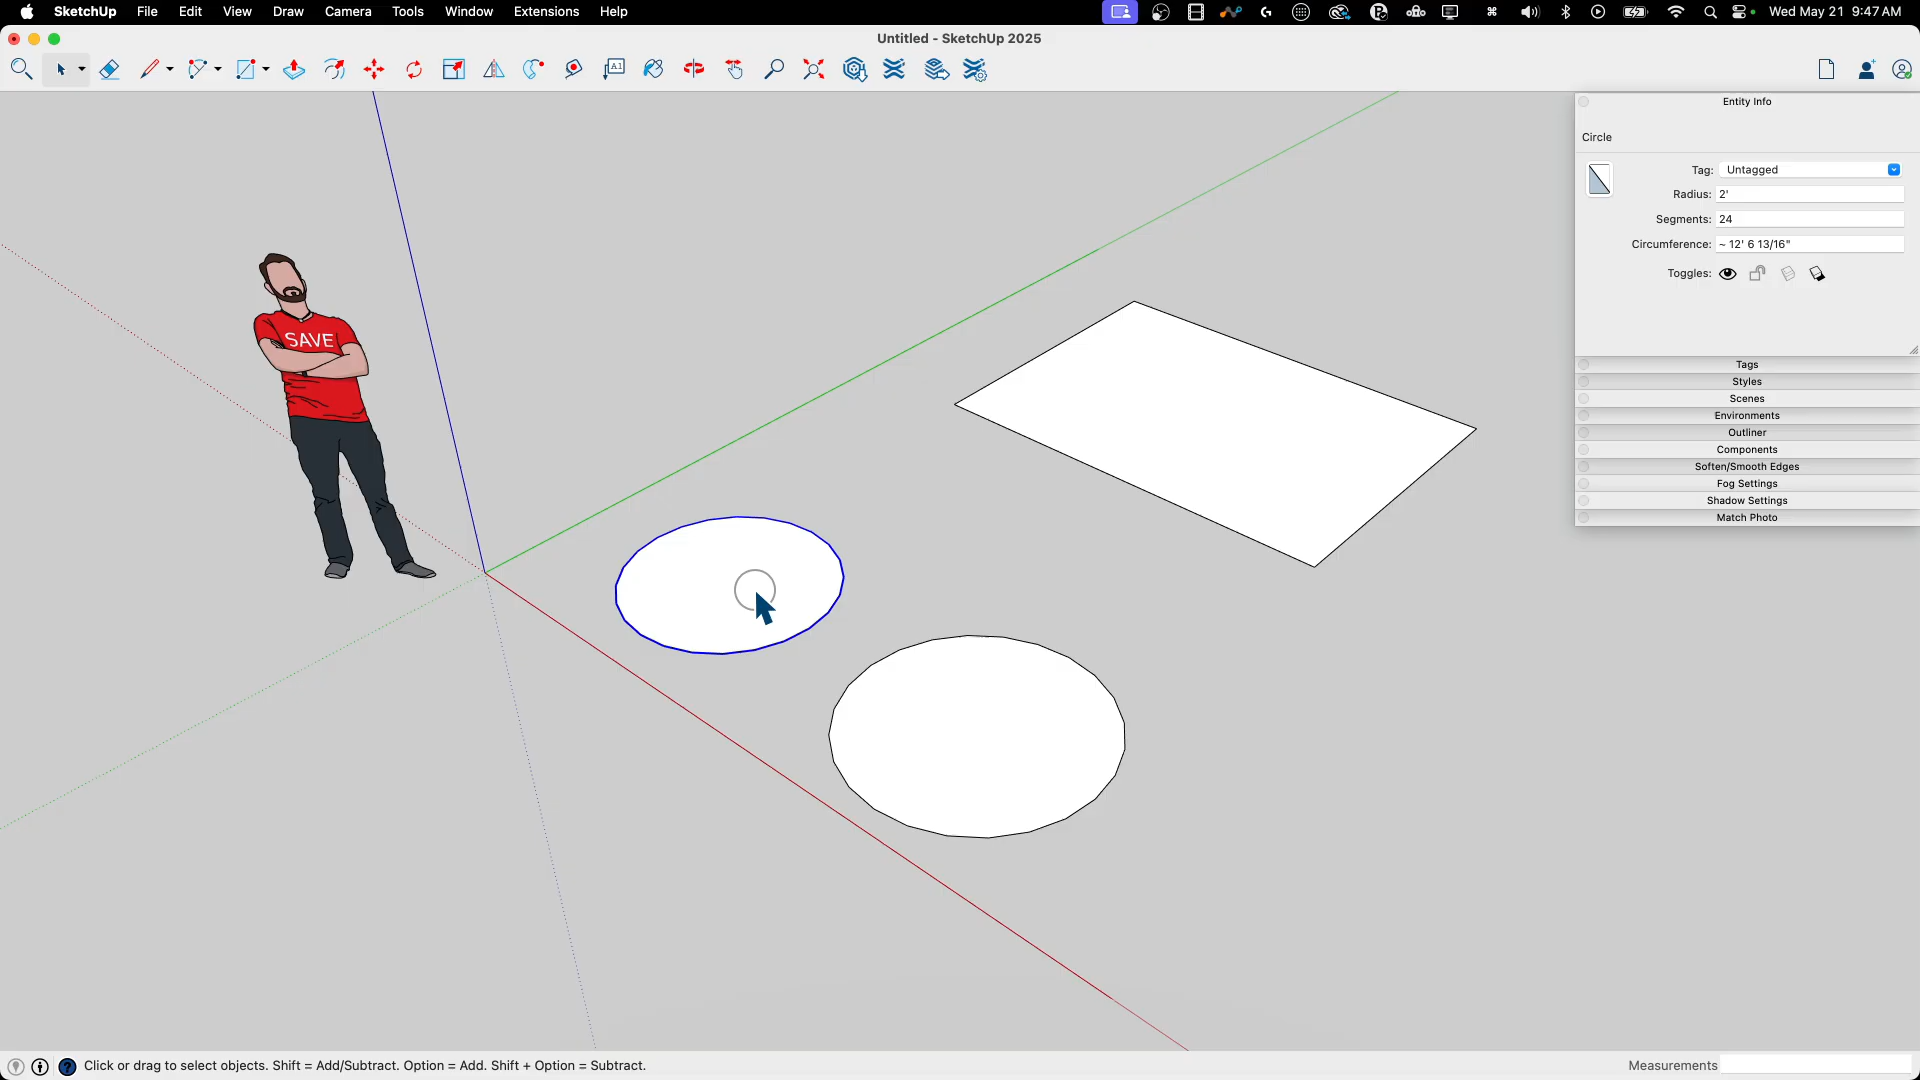 SketchUp File Edit View Draw Camera Tools Window Extensions Help Wed May 21 9:47 AM
Untitled - SketchUp 2025
A1
Entity Info
Circle
Tag: Untagged
Radius: 2'
Segments: 24
Circumference: ~ 12' 6 13/16"
Toggles:
SAVE
Tags
Styles
Scenes
Environments
Outliner
Components
Soften/Smooth Edges
Fog Settings
Shadow Settings
Match Photo
Click or drag to select objects. Shift = Add/Subtract. Option = Add. Shift + Option = Subtract.
Measurements